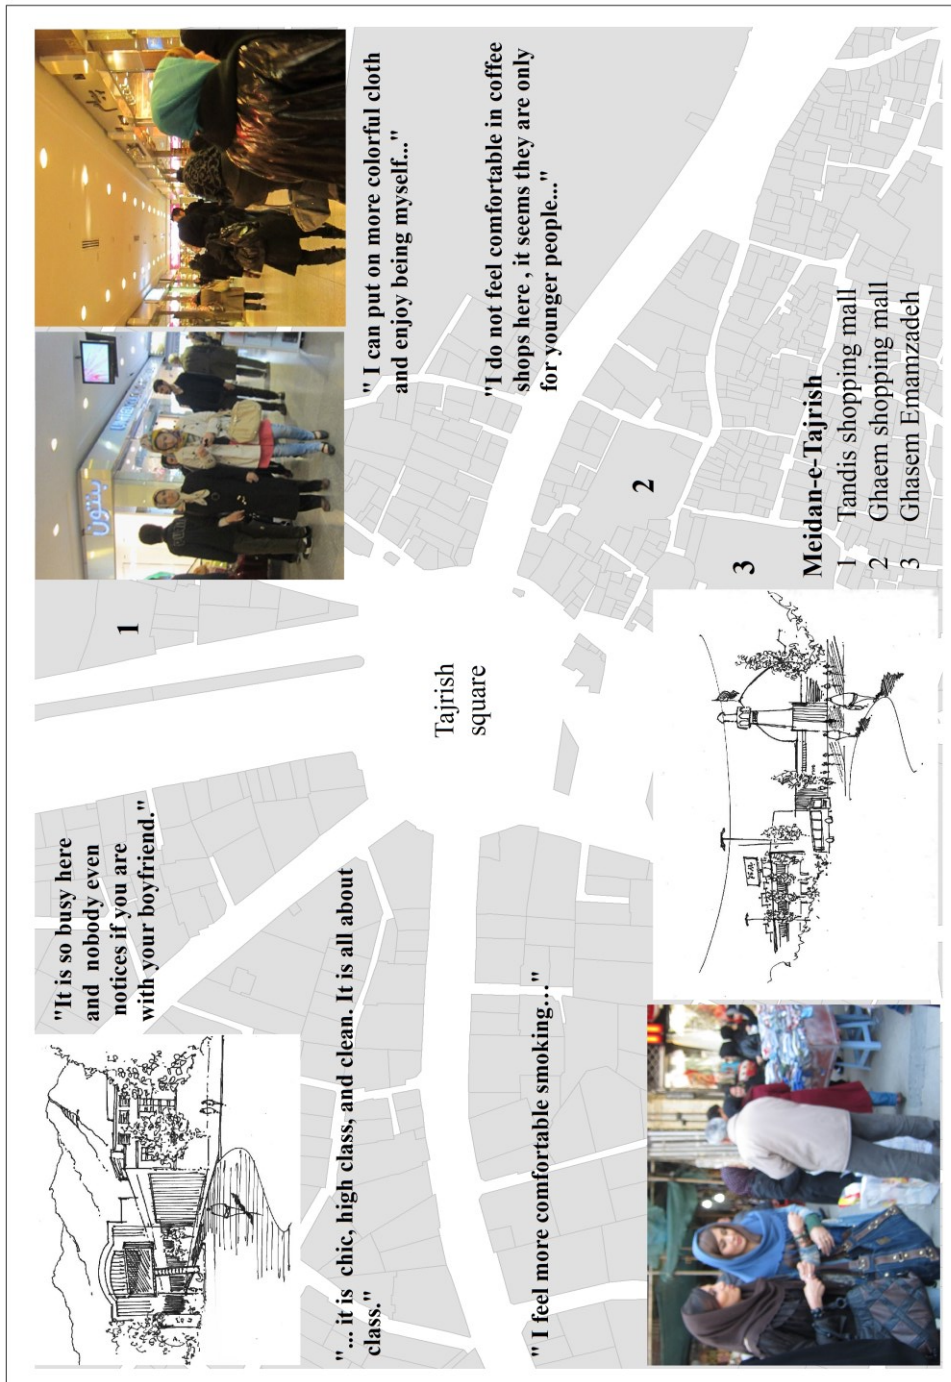 "It is so busy here
and nobody even
notices if you are
with your boyfriend."
1
بنتون
"... it is chic, high class, and clean. It is all about
class."
" I can put on more colorful cloth
and enjoy being myself..."
Tajrish
square
"I do not feel comfortable in coffee
shops here , it seems they are only
for younger people..."
" I feel more comfortable smoking…"
2
3
Meidan-e-Tajrish
1 Tandis shopping mall
2 Ghaem shopping mall
3 Ghasem Emamzadeh